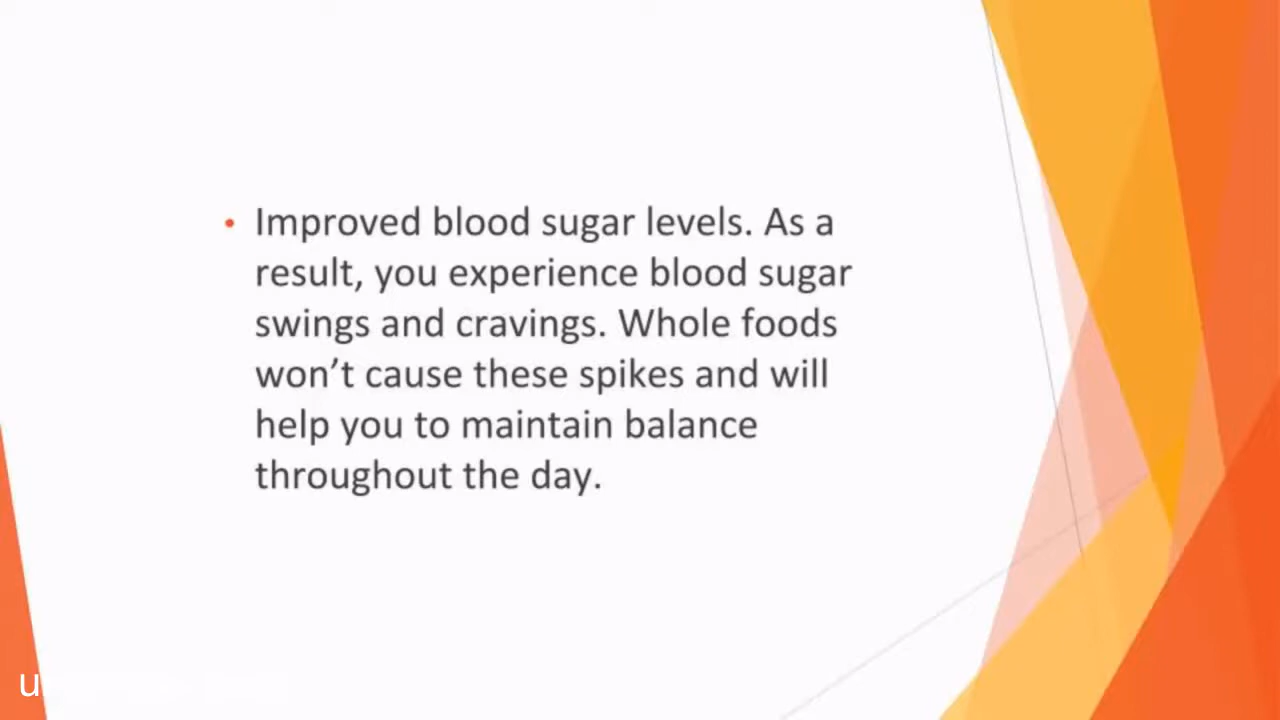 • Improved blood sugar levels. As a
result, you experience blood sugar
swings and cravings. Whole foods
won’t cause these spikes and will
help you to maintain balance
throughout the day.